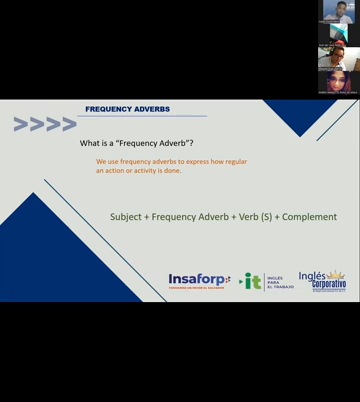 FREQUENCY ADVERBS
>>>>
What is a "Frequency Adverb"?
We use frequency adverbs to express how regular
an action or activity is done.
Subject + Frequency Adverb + Verb (S) + Complement
Insaforp
it
INGLÉS
PARA
EL TRABAJO
Inglés
Corporativo